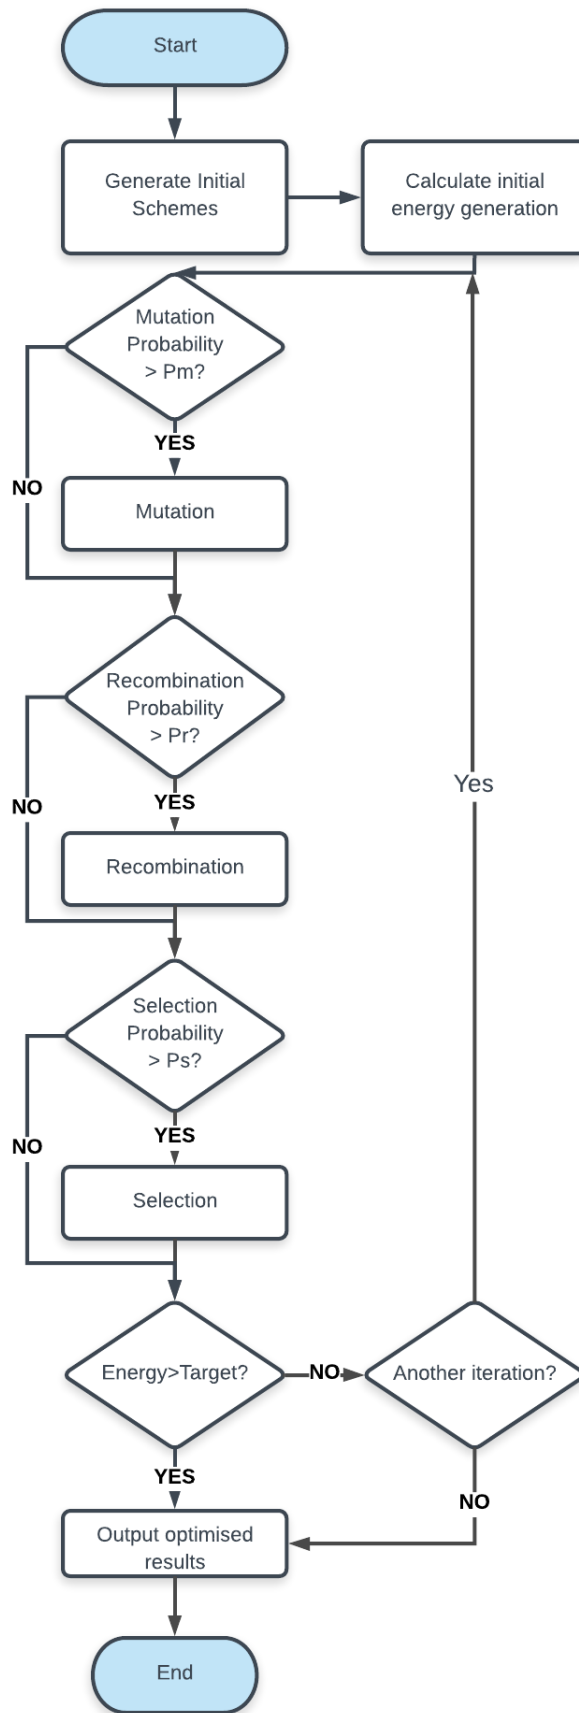 Start
Generate Initial
Schemes
Calculate initial
energy generation
Mutation
Probability
> Pm?
YES
NO
Mutation
Recombination
Probability
> Pr?
YES
NO
Recombination
Yes
Selection
Probability
> Ps?
YES
NO
Selection
Energy>Target?
NO
Another iteration?
YES
NO
Output optimised
results
End